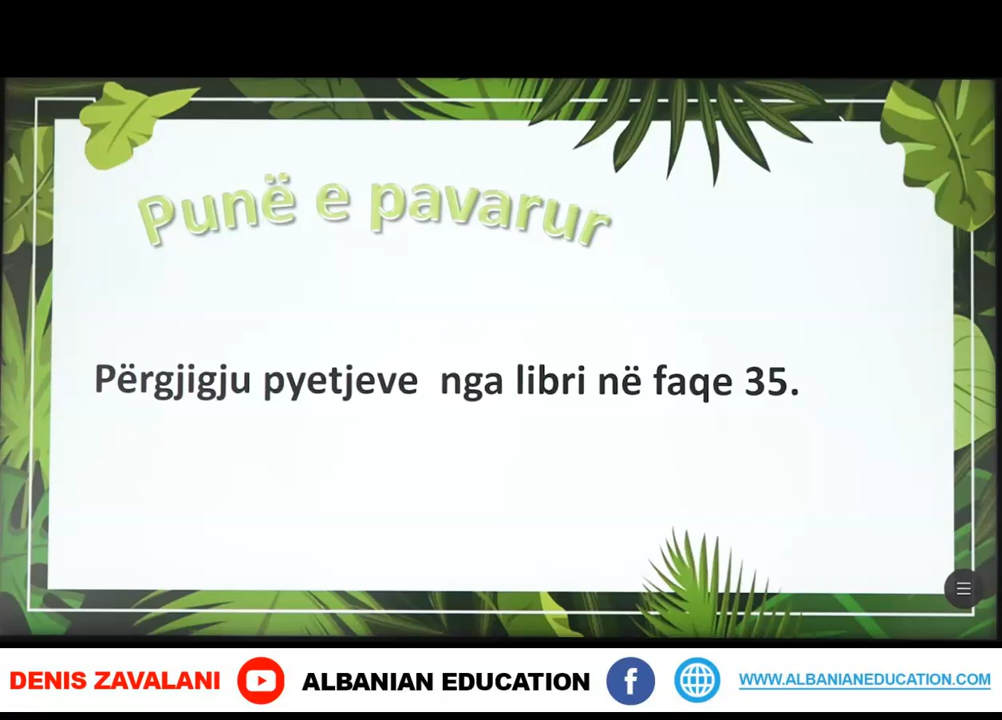 Punë e pavarur
Përgjigju pyetjeve nga libri në faqe 35.
DENIS ZAVALANI ALBANIAN EDUCATION WWW.ALBANIANEDUCATION.COM